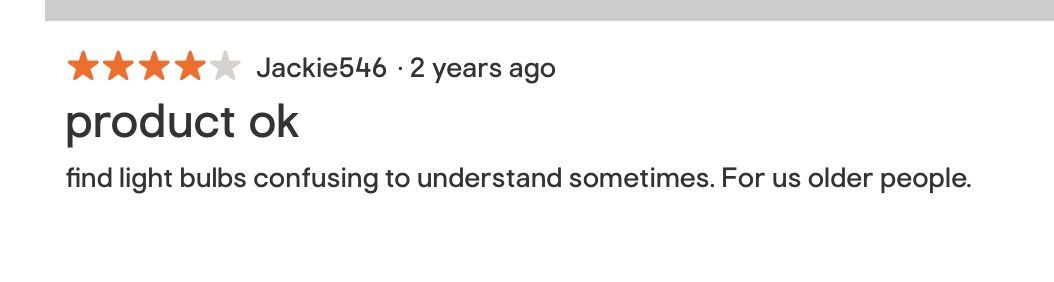 Jackie546 · 2 years ago
product ok
find light bulbs confusing to understand sometimes. For us older people.